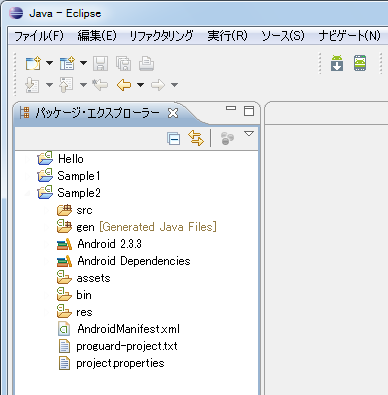 Java - Eclipse
ファイル(F) 編集(E) リファクタリング 実行(R) ソース(S) ナビゲート(N)
パッケージ・エクスプローラー
Hello
Sample1
Sample2
src
gen [Generated Java Files]
Android 2.3.3
Android Dependencies
assets
bin
res
AndroidManifest.xml
proguard-project.txt
project.properties